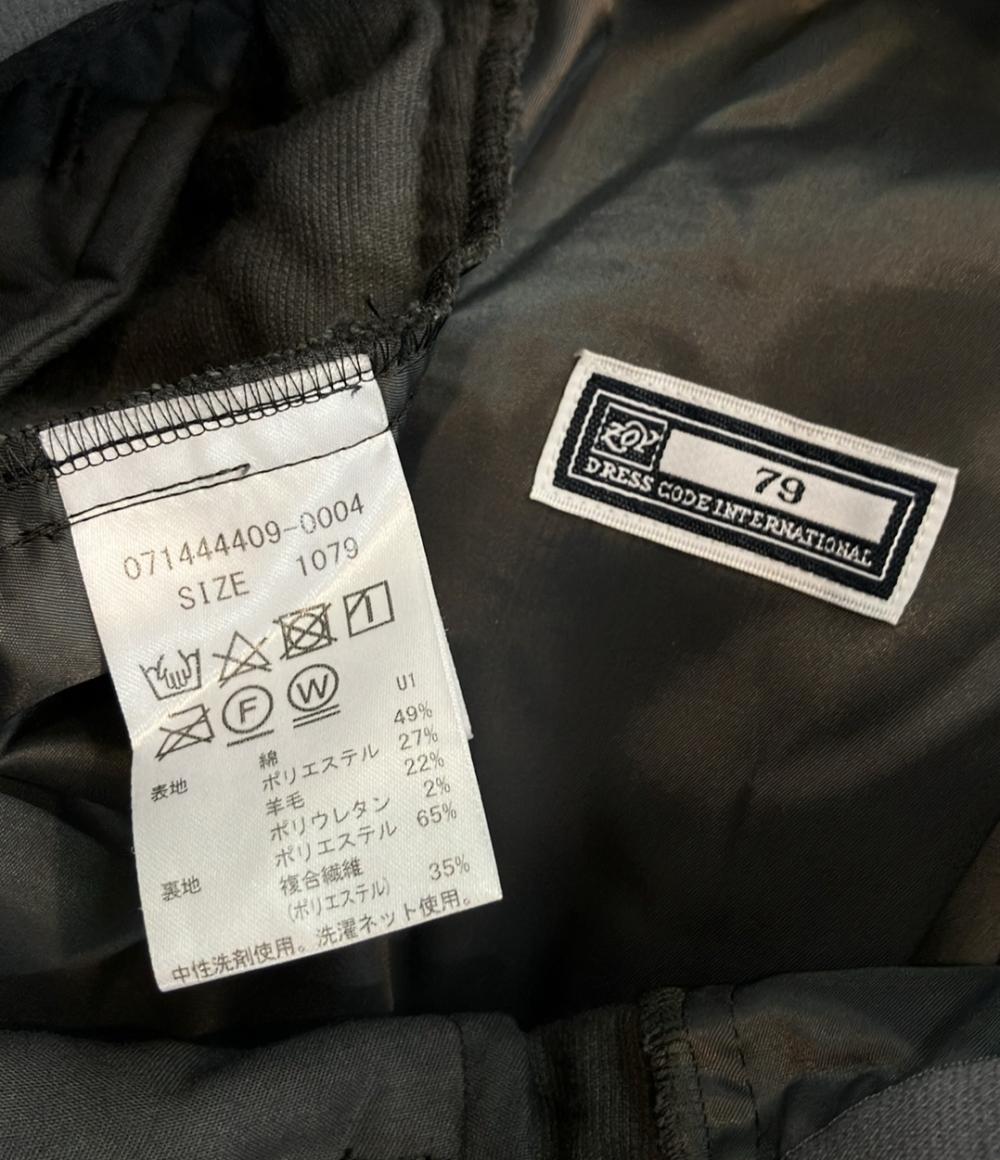 071444409-0004
SIZE 1079
F W
U1
表地 綿 49%
ポリエステル 27%
羊毛 22%
ポリウレタン 2%
裏地 ポリエステル 65%
複合繊維 35%
(ポリエステル)
中性洗剤使用。洗濯ネット使用。
ZOY
79
DRESS CODE INTERNATIONAL